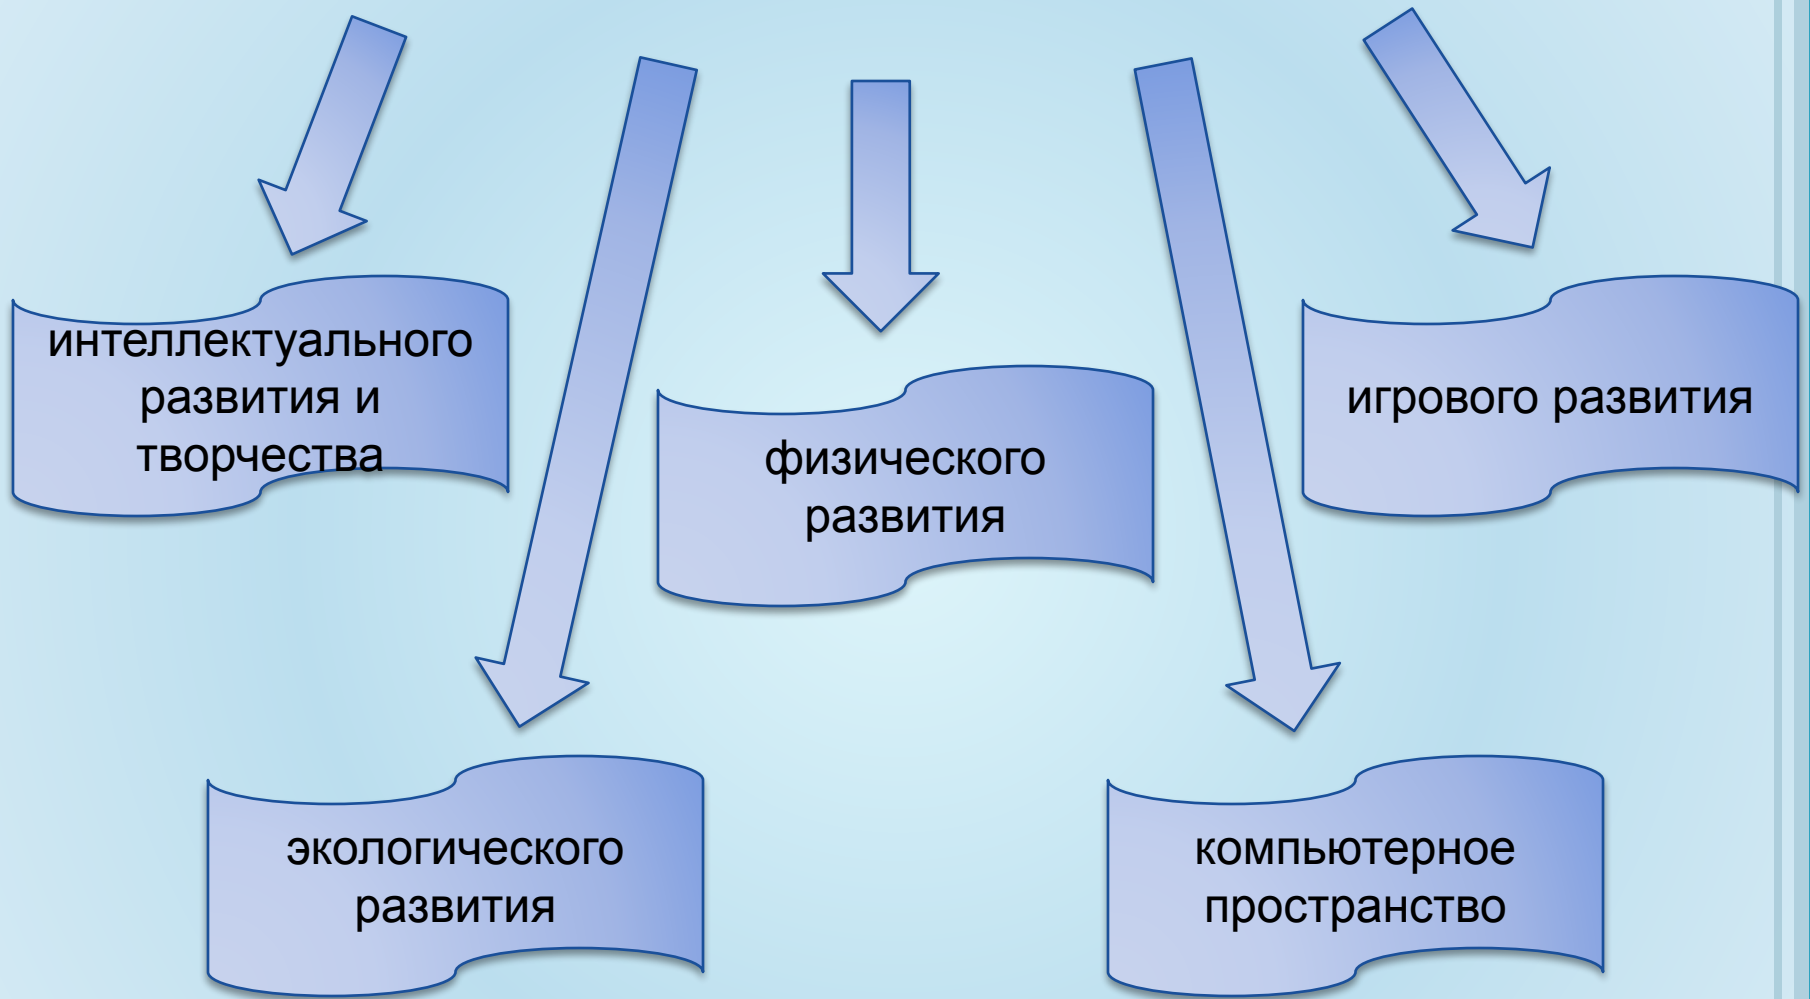 интеллектуального
развития и
творчества
физического
развития
игрового развития
экологического
развития
компьютерное
пространство